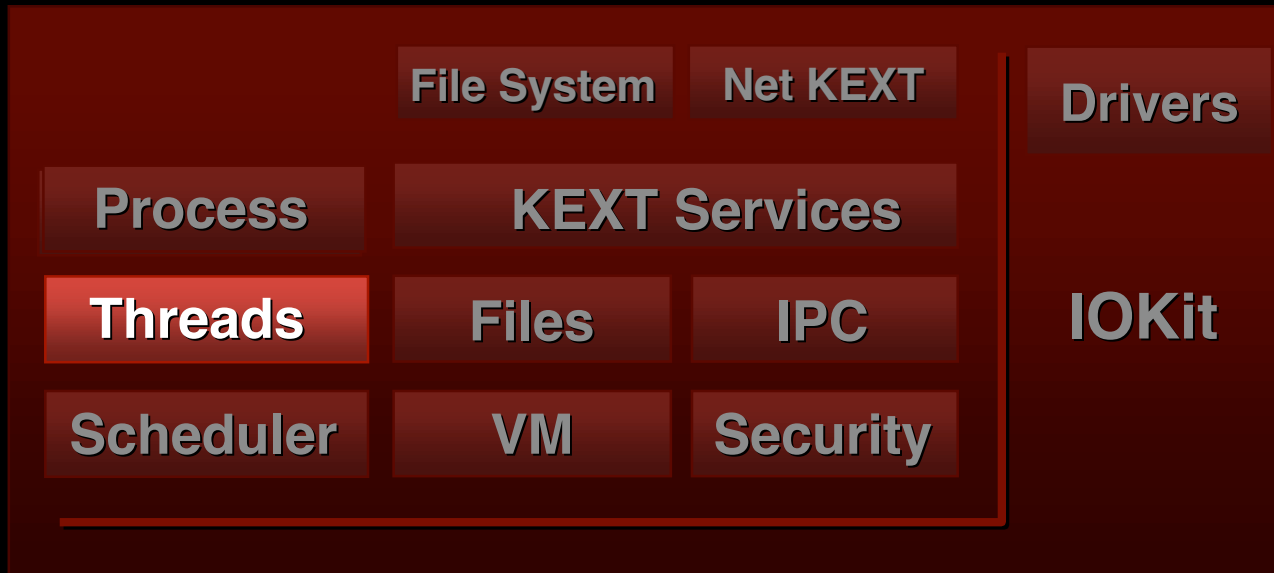 File System
Net KEXT
Drivers
Process
KEXT Services
Threads
Files
IPC
IOKit
Scheduler
VM
Security